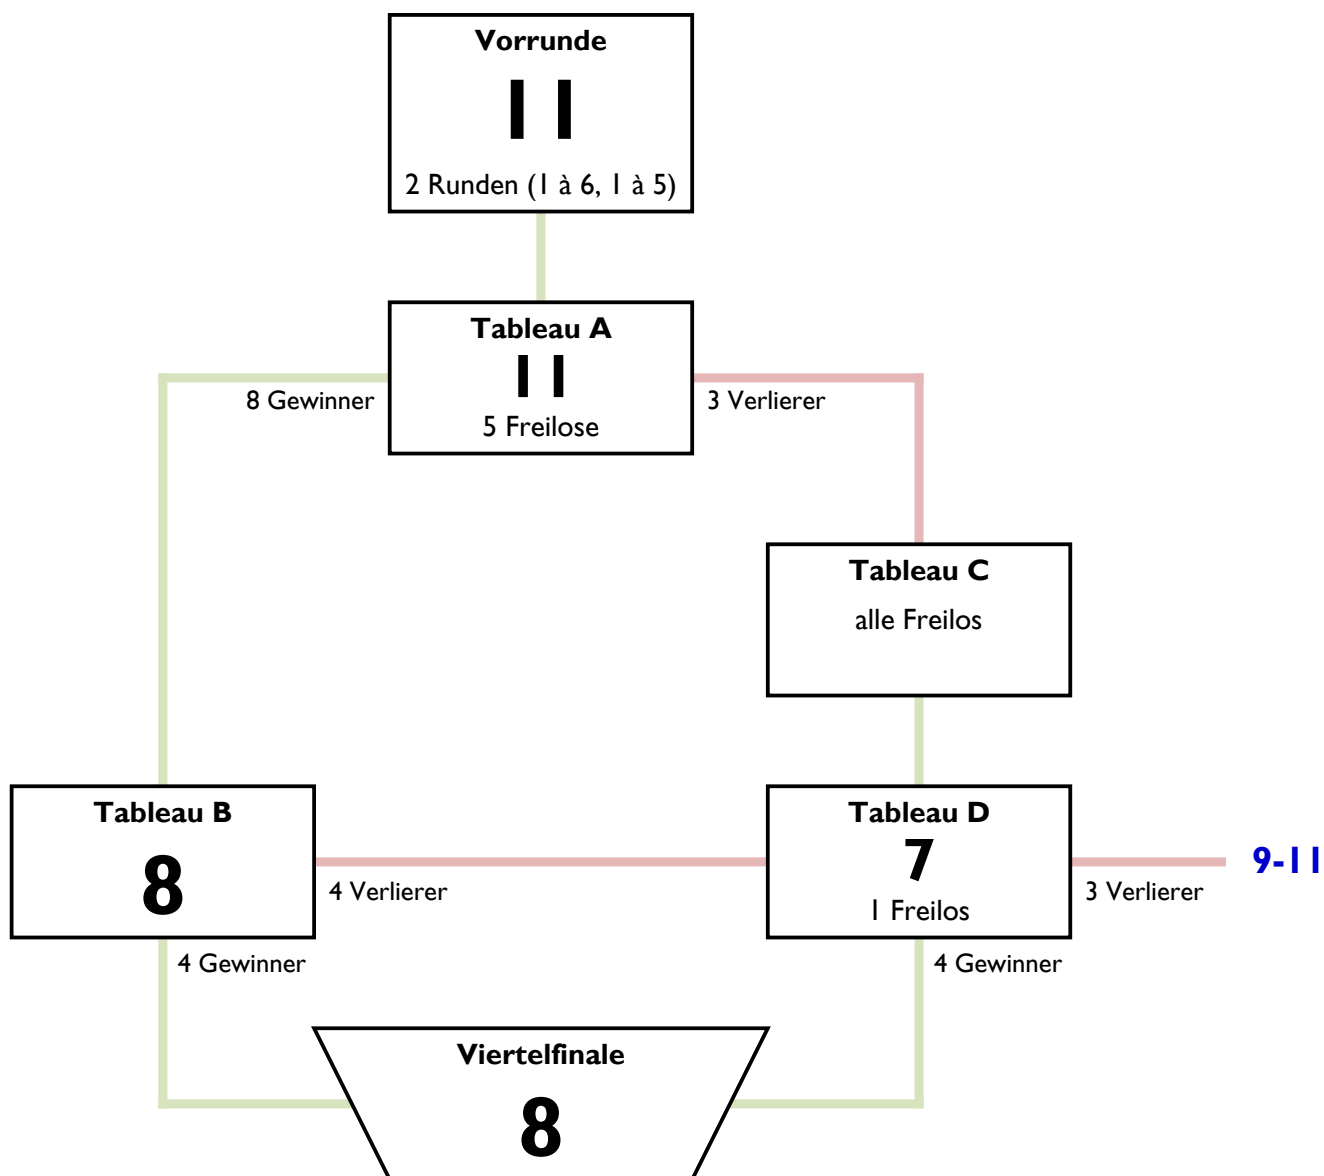 Vorrunde
11
2 Runden (1 à 6, 1 à 5)
Tableau A
11
5 Freilose
8 Gewinner
3 Verlierer
Tableau C
alle Freilos
Tableau B
8
4 Verlierer
4 Gewinner
Tableau D
7
1 Freilos
3 Verlierer
9-11
4 Gewinner
Viertelfinale
8